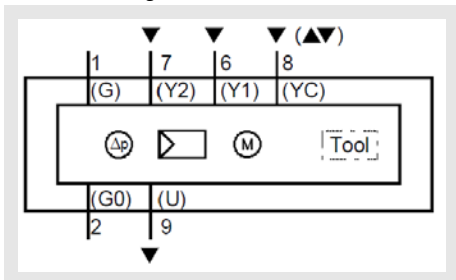 ▼ ▼ ▼ (▲▼)
1 7 6 8
(G) (Y2) (Y1) (YC)
Δp M Tool
(G0) (U)
2 9
▼